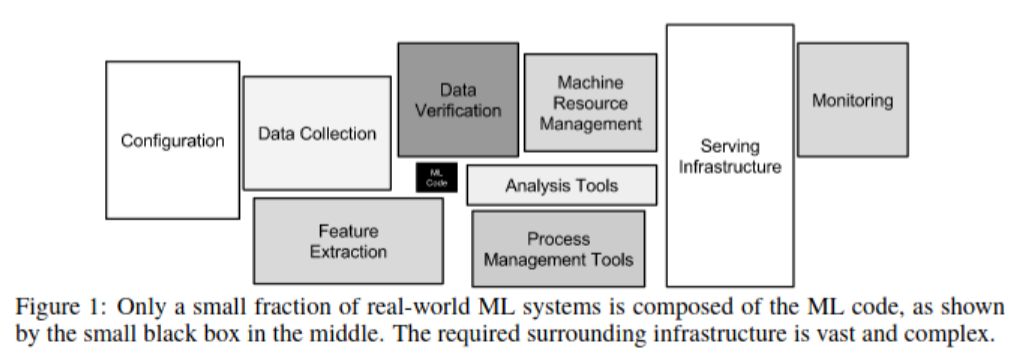 Configuration
Data Collection
Data
Verification
Machine
Resource
Management
Serving
Infrastructure
Monitoring
ML
Code
Analysis Tools
Feature
Extraction
Process
Management Tools
Figure 1: Only a small fraction of real-world ML systems is composed of the ML code, as shown
by the small black box in the middle. The required surrounding infrastructure is vast and complex.